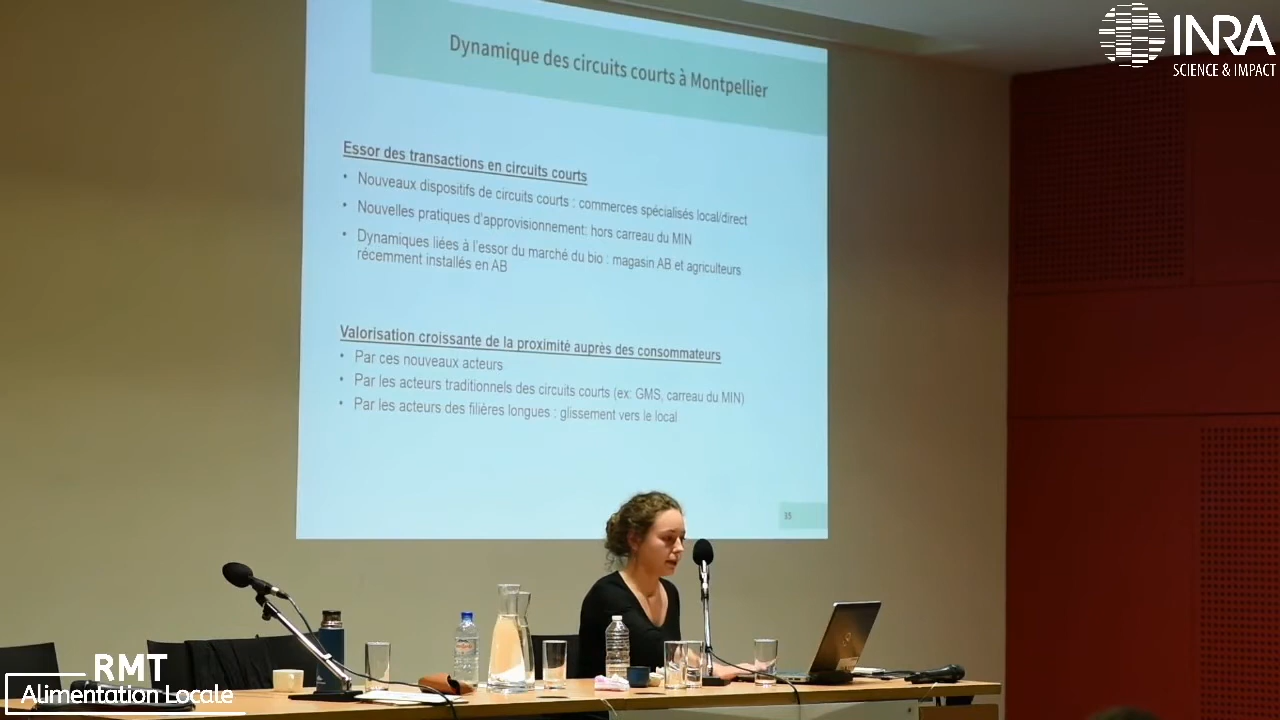 INRA
SCIENCE & IMPACT
Dynamique des circuits courts à Montpellier
Essor des transactions en circuits courts
• Nouveaux dispositifs de circuits courts : commerces spécialisés local/direct
• Nouvelles pratiques d'approvisionnement: hors carreau du MIN
• Dynamiques liées à l'essor du marché du bio : magasin AB et agriculteurs
récemment installés en AB
Valorisation croissante de la proximité auprès des consommateurs
• Par ces nouveaux acteurs
• Par les acteurs traditionnels des circuits courts (ex: GMS, carreau du MIN)
• Par les acteurs des filières longues : glissement vers le local
35
RMT
Alimentation Locale